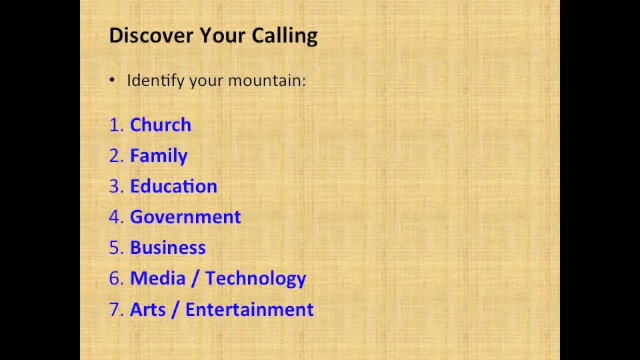 Discover Your Calling
• Identify your mountain:
1. Church
2. Family
3. Education
4. Government
5. Business
6. Media / Technology
7. Arts / Entertainment